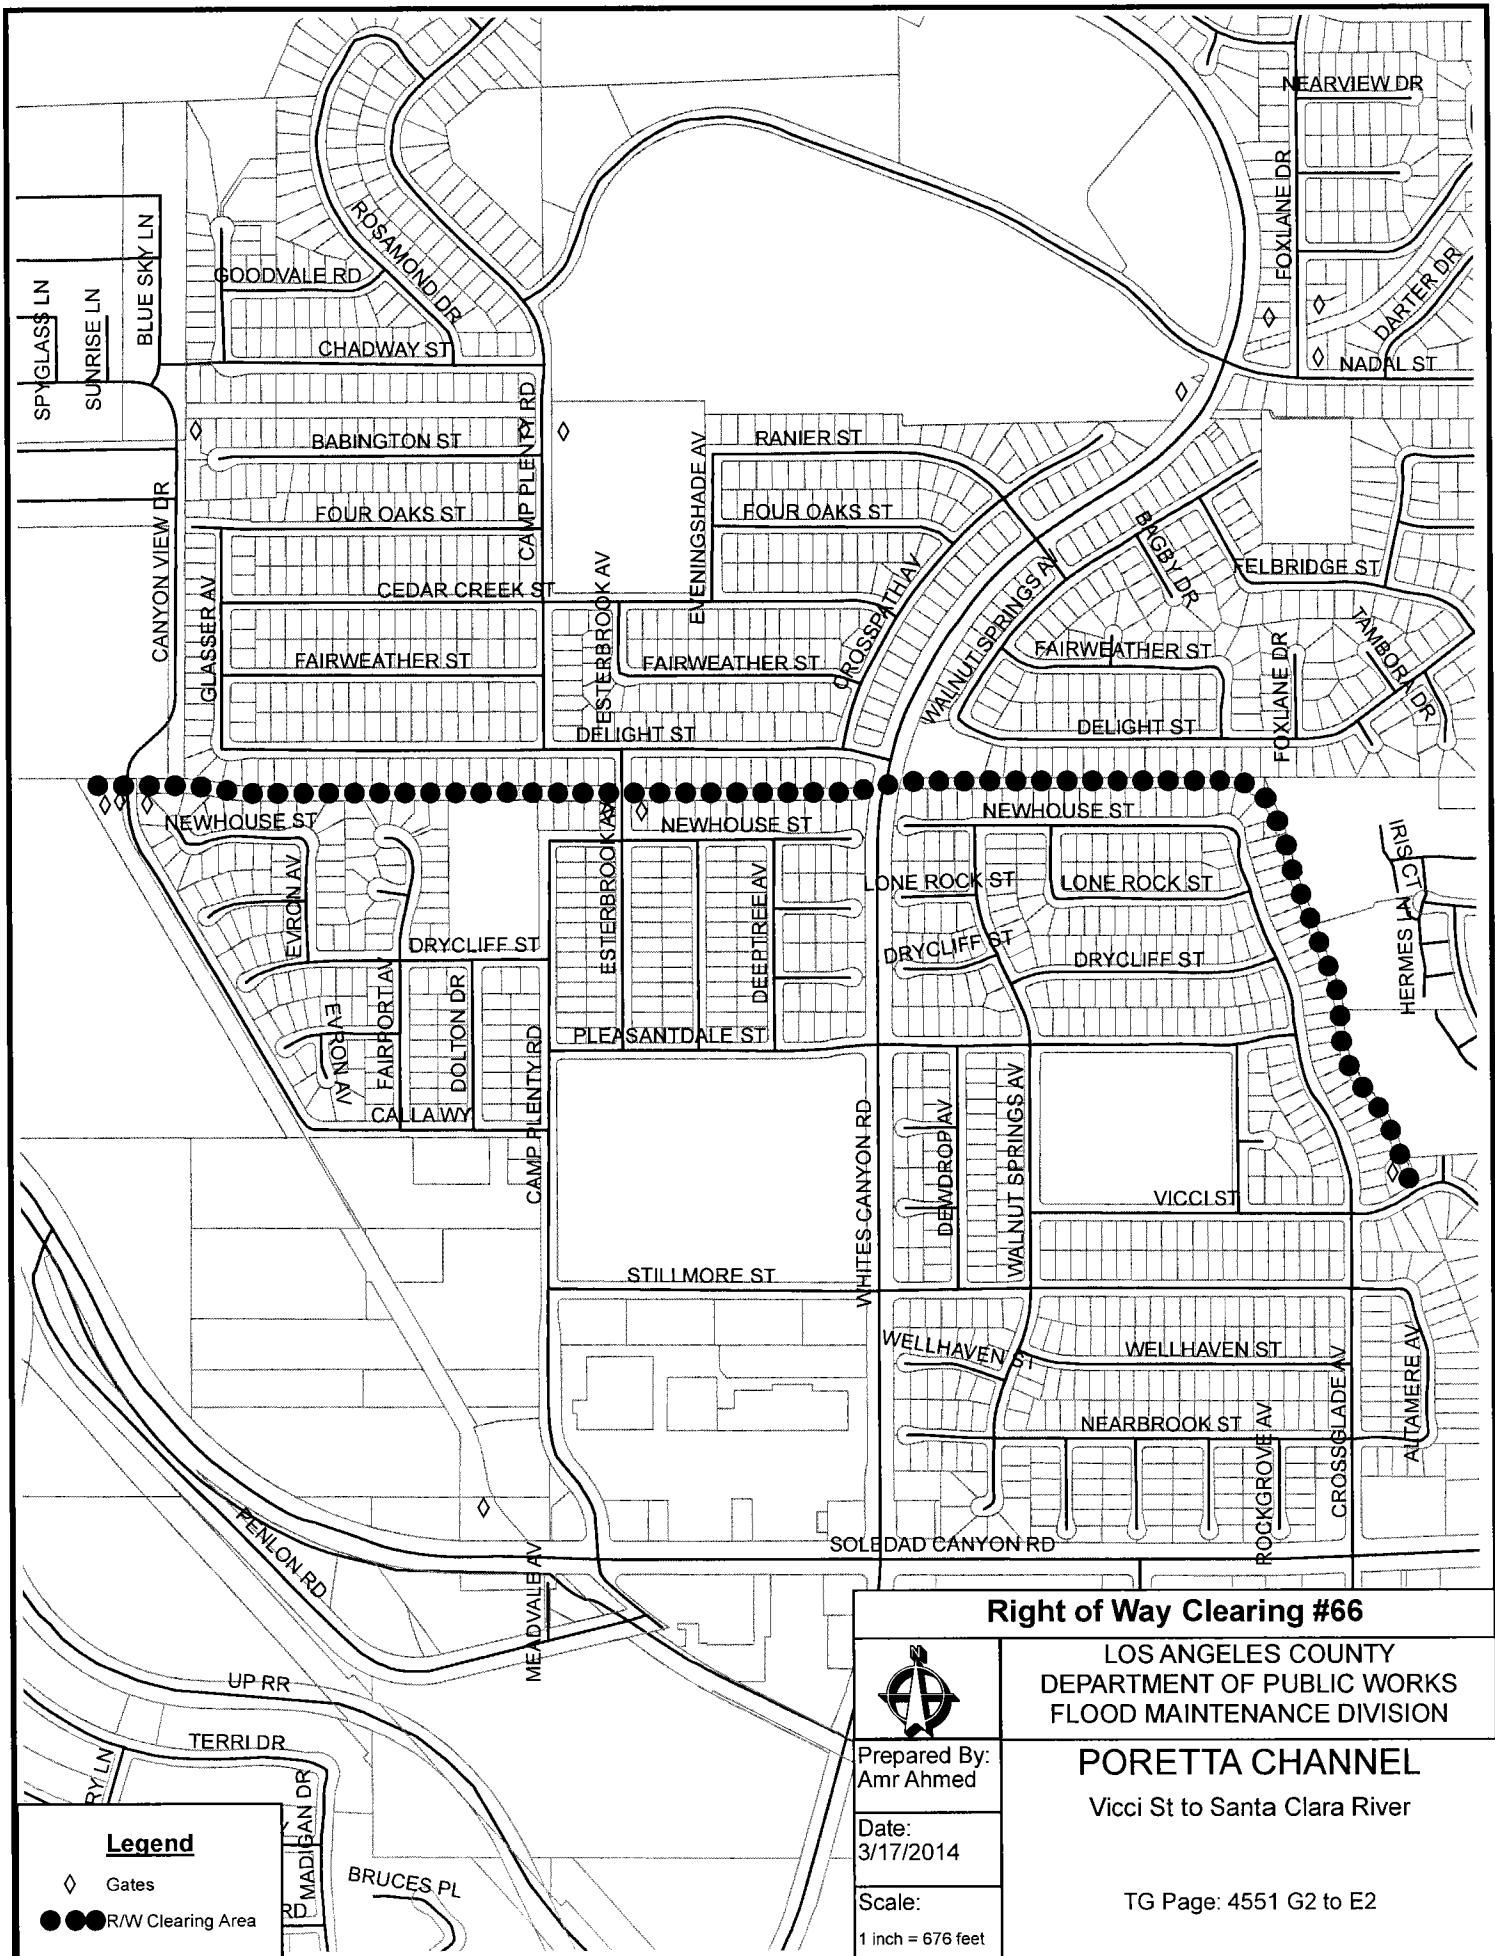 NEARVIEW DR
FOXLANE DR
ROSAMOND DR
BLUE SKY LN
GOODVALE RD
SPYGLASS LN
SUNRISE LN
DARTER DR
CHADWAY ST
NADAL ST
CAMP PLENTY RD
BABINGTON ST
RANIER ST
EVENINGSHADE AV
CANYON VIEW DR
FOUR OAKS ST
FOUR OAKS ST
BAGBY DR
FELBRIDGE ST
CEDAR CREEK ST
ESTERBROOK AV
CROSSPATH AV
WALNUT SPRINGS AV
GLASSER AV
FAIRWEATHER ST
FAIRWEATHER ST
FAIRWEATHER ST
TAMBORA DR
FOXLANE DR
DELIGHT ST
DELIGHT ST
NEWHOUSE ST
NEWHOUSE ST
NEWHOUSE ST
IRIS CT
ESTERBROOK AV
DEEPTREE AV
LONE ROCK ST
LONE ROCK ST
EVRON AV
DRYCLIFF ST
DRYCLIFF ST
DRYCLIFF ST
HERMES
FAIRPORT AV
DOLTON DR
EVRON AV
PLEASANTDALE ST
CALLA WY
CAMP PLENTY RD
WHITES CANYON RD
DEWDROP AV
WALNUT SPRINGS AV
VICCI ST
STILLMORE ST
WELLHAVEN ST
WELLHAVEN ST
CROSSGLADE AV
ALTAMERE AV
NEARBROOK ST
ROCKGROVE AV
PENLON RD
SOLEDAD CANYON RD
MEADVALE AV
UP RR
TERRI DR
RY LN
MADIGAN DR
BRUCES PL
RD
Legend
Gates
R/W Clearing Area
Right of Way Clearing #66
N
LOS ANGELES COUNTY
DEPARTMENT OF PUBLIC WORKS
FLOOD MAINTENANCE DIVISION
Prepared By:
Amr Ahmed
Date:
3/17/2014
Scale:
1 inch = 676 feet
PORETTA CHANNEL
Vicci St to Santa Clara River
TG Page: 4551 G2 to E2